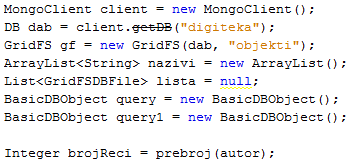 MongoClient client = new MongoClient();
DB dab = client.getDB("digiteka");
GridFS gf = new GridFS(dab, "objekti");
ArrayList<String> nazivi = new ArrayList();
List<GridFSDBFile> lista = null;
BasicDBObject query = new BasicDBObject();
BasicDBObject query1 = new BasicDBObject();
Integer brojReci = prebroj(autor);